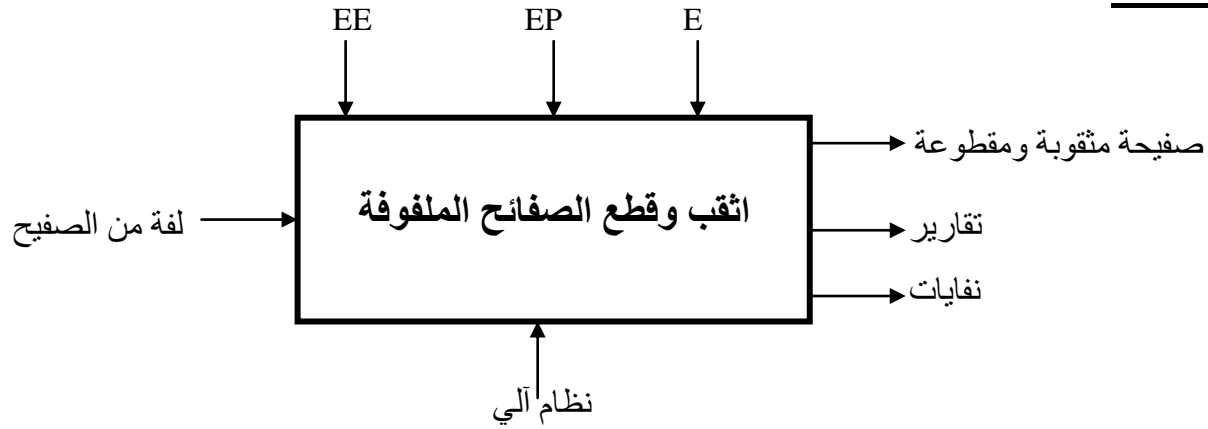 EE EP E
صفيحة مثقوبة ومقطوعة
اثقب وقطع الصفائح الملفوفة
لفة من الصفيح
تقارير
نفايات
نظام آلي